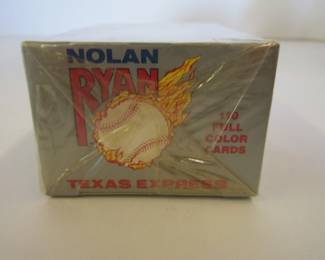 NOLAN
RYAN
110
FULL
COLOR
CARDS
TEXAS EXPRESS